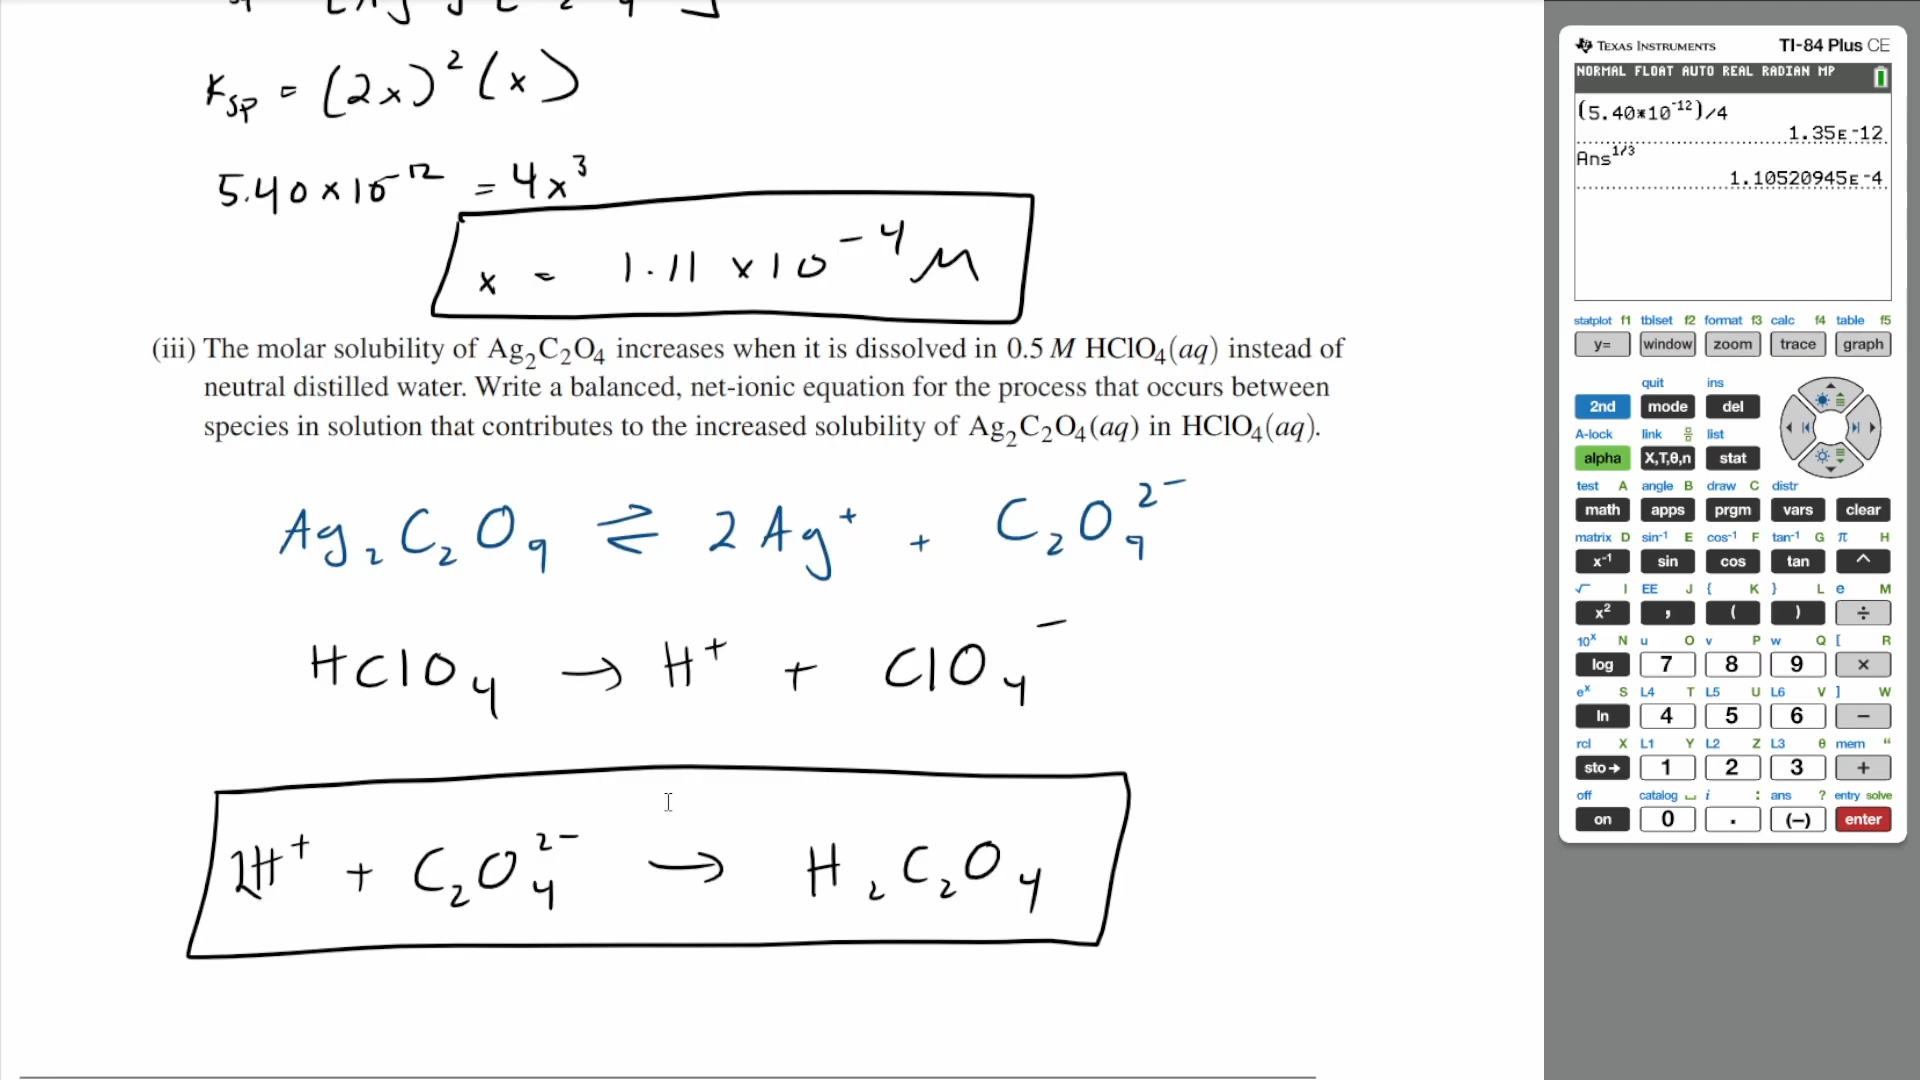 Ksp = (2x)² (x)
5.40 × 10⁻¹² = 4x³
x = 1.11 × 10⁻⁴ M
(iii) The molar solubility of Ag₂C₂O₄ increases when it is dissolved in 0.5 M HClO₄(aq) instead of
neutral distilled water. Write a balanced, net-ionic equation for the process that occurs between
species in solution that contributes to the increased solubility of Ag₂C₂O₄(aq) in HClO₄(aq).
Ag₂C₂O₄ ⇌ 2Ag⁺ + C₂O₄²⁻
HClO₄ → H⁺ + ClO₄⁻
2H⁺ + C₂O₄²⁻ → H₂C₂O₄
TEXAS INSTRUMENTS TI-84 Plus CE
NORMAL FLOAT AUTO REAL RADIAN MP
(5.40*10⁻¹²)/4
1.35E⁻12
Ans^1/3
1.10520945E⁻4
statplot f1 tblset f2 format f3 calc f4 table f5
y= window zoom trace graph
quit ins
2nd mode del
A-lock link list
alpha X,T,θ,n stat
test A angle B draw C distr
math apps prgm vars clear
matrix D sin⁻¹ E cos⁻¹ F tan⁻¹ G π H
x⁻¹ sin cos tan ^
√ I EE J { K } L e M
x² , ( ) ÷
10ˣ N u O v P w Q [ R
log 7 8 9 ×
eˣ S L4 T L5 U L6 V ] W
ln 4 5 6 −
rcl X L1 Y L2 Z L3 θ mem "
sto→ 1 2 3 +
off catalog ⎵ i : ans ? entry solve
on 0 . (−) enter